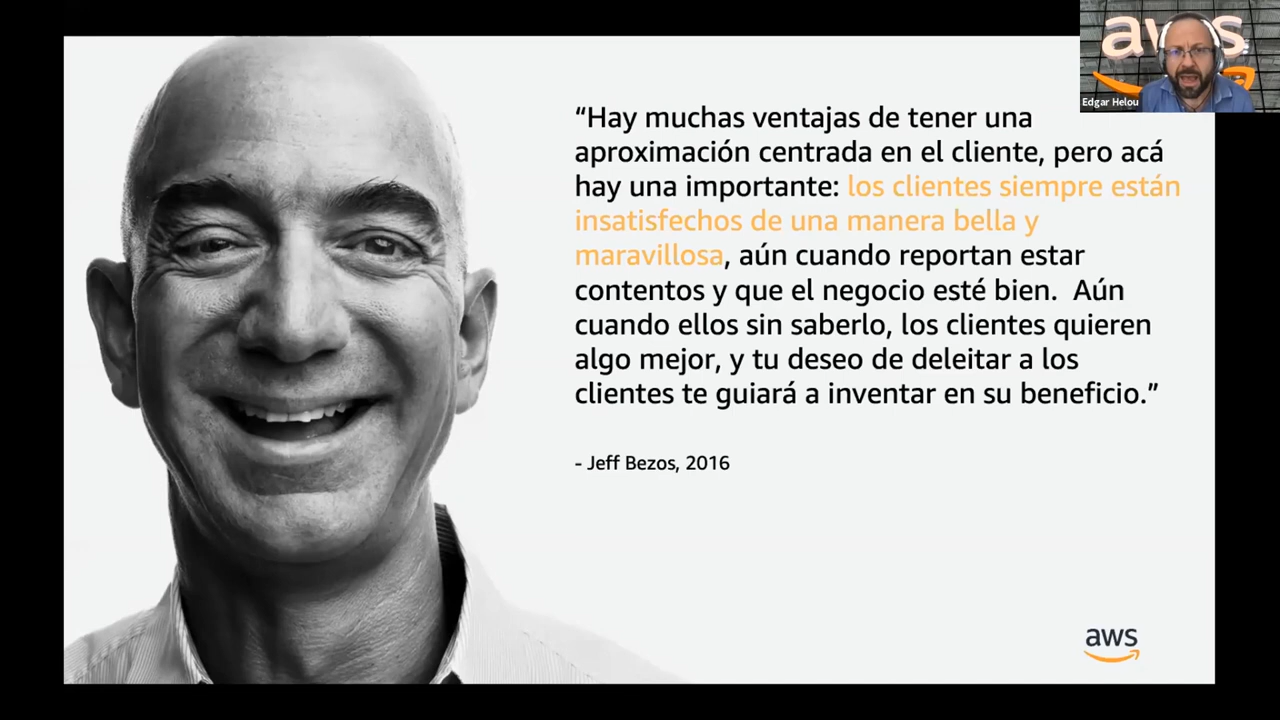 aws
Edgar Helou
“Hay muchas ventajas de tener una
aproximación centrada en el cliente, pero acá
hay una importante: los clientes siempre están
insatisfechos de una manera bella y
maravillosa, aún cuando reportan estar
contentos y que el negocio esté bien.  Aún
cuando ellos sin saberlo, los clientes quieren
algo mejor, y tu deseo de deleitar a los
clientes te guiará a inventar en su beneficio.”
- Jeff Bezos, 2016
aws